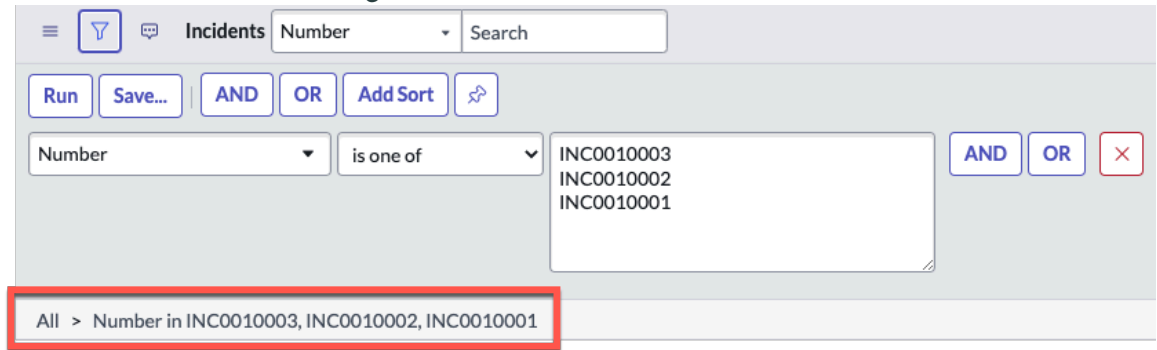 Incidents Number Search
Run Save... AND OR Add Sort
Number is one of INC0010003 AND OR
INC0010002
INC0010001
All > Number in INC0010003, INC0010002, INC0010001